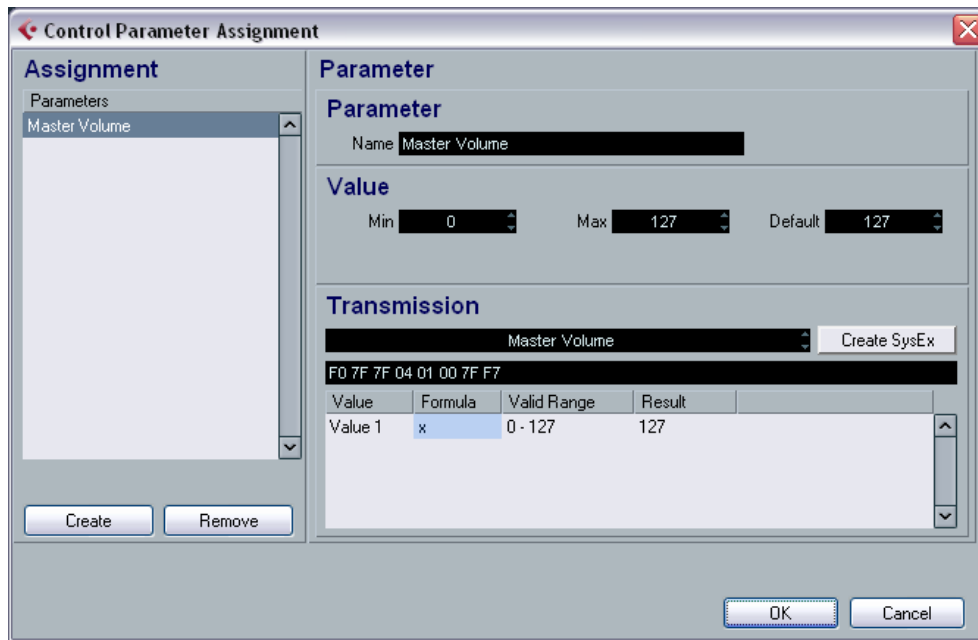 Control Parameter Assignment
Assignment
Parameters
Master Volume
Create Remove
Parameter
Parameter
Name Master Volume
Value
Min 0 Max 127 Default 127
Transmission
Master Volume Create SysEx
F0 7F 7F 04 01 00 7F F7
Value Formula Valid Range Result
Value 1 x 0 - 127 127
OK Cancel